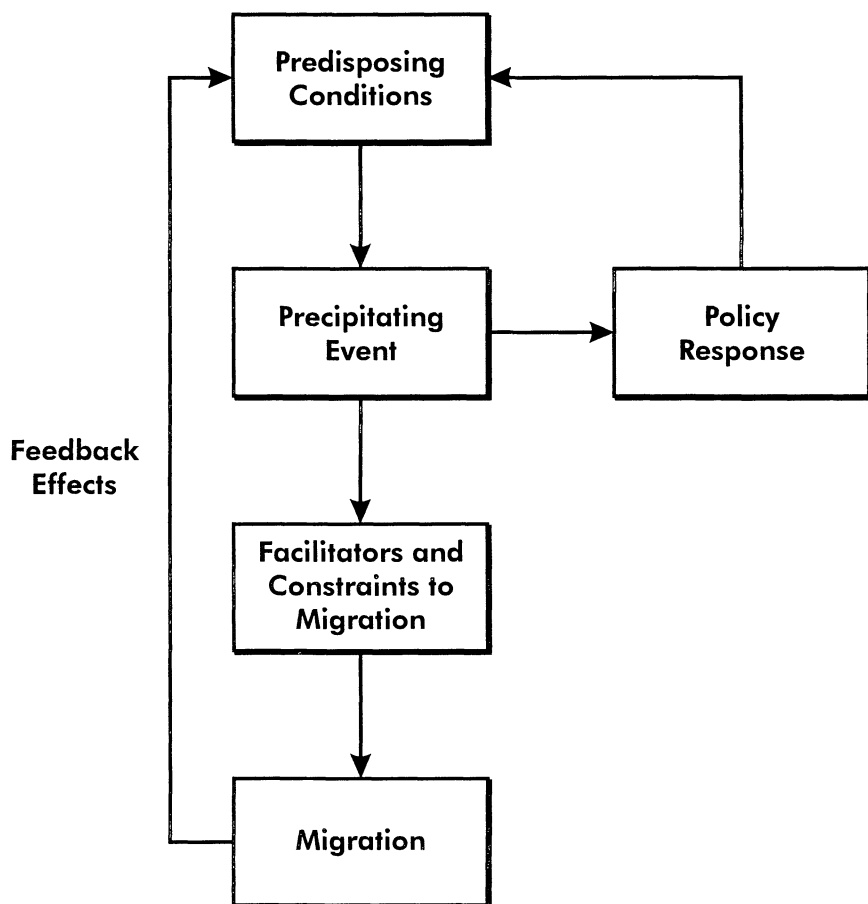 Predisposing
Conditions
Precipitating
Event
Policy
Response
Feedback
Effects
Facilitators and
Constraints to
Migration
Migration